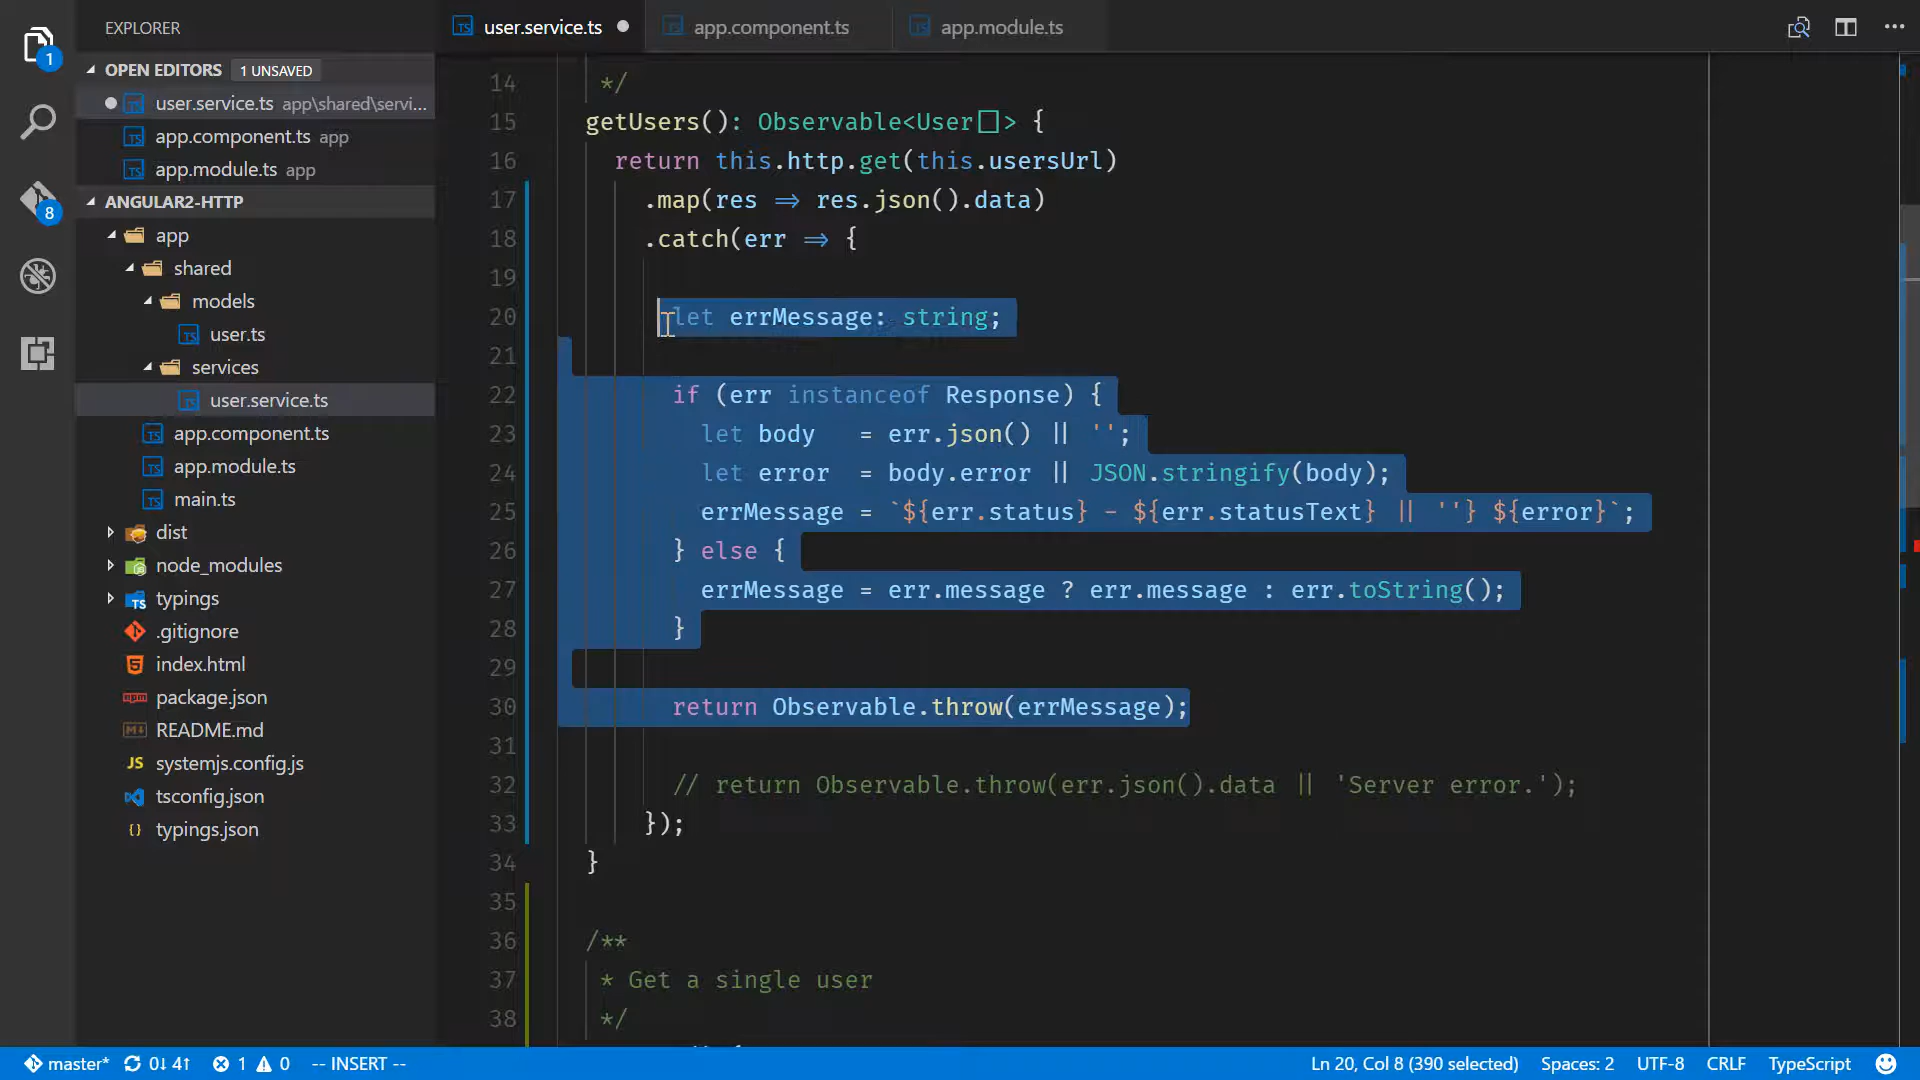 EXPLORER
OPEN EDITORS 1 UNSAVED
user.service.ts app\shared\servi...
app.component.ts app
app.module.ts app
ANGULAR2-HTTP
app
shared
models
user.ts
services
user.service.ts
app.component.ts
app.module.ts
main.ts
dist
node_modules
typings
.gitignore
index.html
package.json
README.md
systemjs.config.js
tsconfig.json
typings.json
1
8
user.service.ts app.component.ts app.module.ts
14 */
15 getUsers(): Observable<User[]> {
16 return this.http.get(this.usersUrl)
17 .map(res => res.json().data)
18 .catch(err => {
19
20 let errMessage: string;
21
22 if (err instanceof Response) {
23 let body = err.json() || '';
24 let error = body.error || JSON.stringify(body);
25 errMessage = `${err.status} - ${err.statusText} || ''} ${error}`;
26 } else {
27 errMessage = err.message ? err.message : err.toString();
28 }
29
30 return Observable.throw(errMessage);
31
32 // return Observable.throw(err.json().data || 'Server error.');
33 });
34 }
35
36 /**
37 * Get a single user
38 */
master* 0↓ 4↑ 1 0 -- INSERT -- Ln 20, Col 8 (390 selected) Spaces: 2 UTF-8 CRLF TypeScript